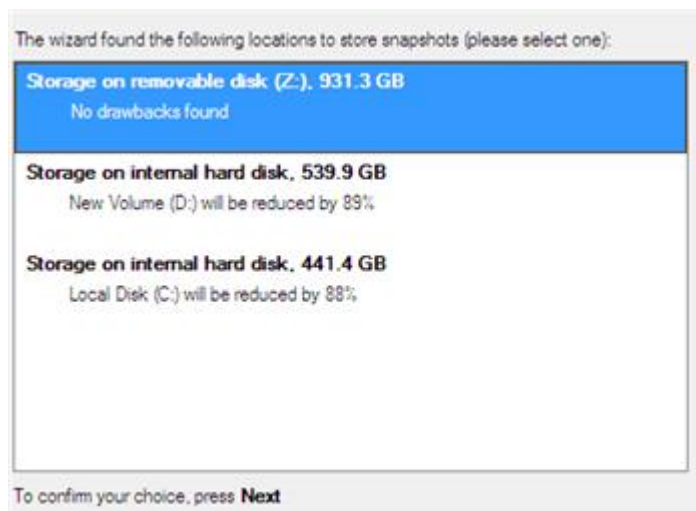 The wizard found the following locations to store snapshots (please select one):
Storage on removable disk (Z:), 931.3 GB
No drawbacks found
Storage on internal hard disk, 539.9 GB
New Volume (D:) will be reduced by 89%
Storage on internal hard disk, 441.4 GB
Local Disk (C:) will be reduced by 88%
To confirm your choice, press Next